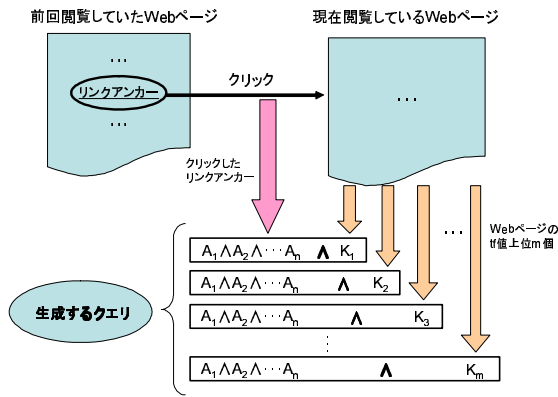 前回閲覧していたWebページ
現在閲覧しているWebページ
...
リンクアンカー
...
クリック
...
クリックした
リンクアンカー
...
Webページの
tf値上位m個
A1∧A2∧···An ∧ K1
A1∧A2∧···An ∧ K2
生成するクエリ
A1∧A2∧···An ∧ K3
⋮
A1∧A2∧···An ∧ Km